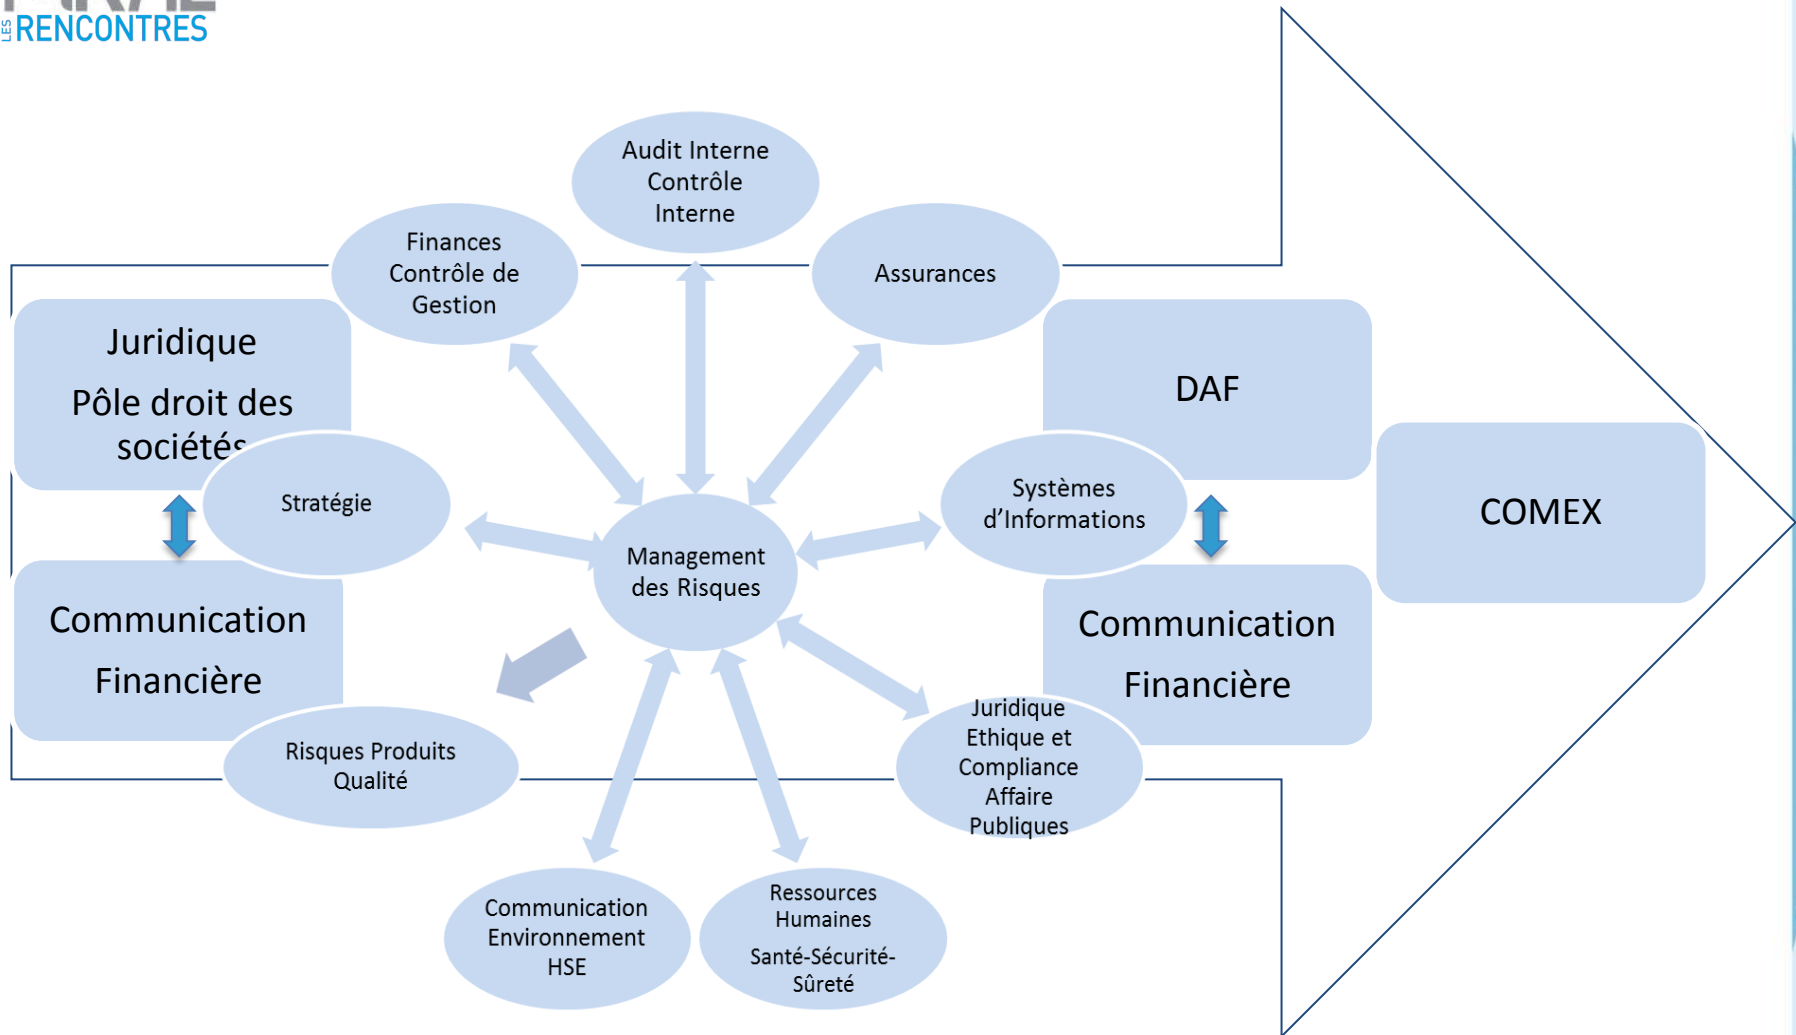 LES RENCONTRES
Audit Interne
Contrôle
Interne
Finances
Contrôle de
Gestion
Assurances
Juridique
Pôle droit des
sociétés
DAF
Stratégie
Systèmes
d'Informations
COMEX
Management
des Risques
Communication
Financière
Communication
Financière
Risques Produits
Qualité
Juridique
Ethique et
Compliance
Affaire
Publiques
Communication
Environnement
HSE
Ressources
Humaines
Santé-Sécurité-
Sûreté